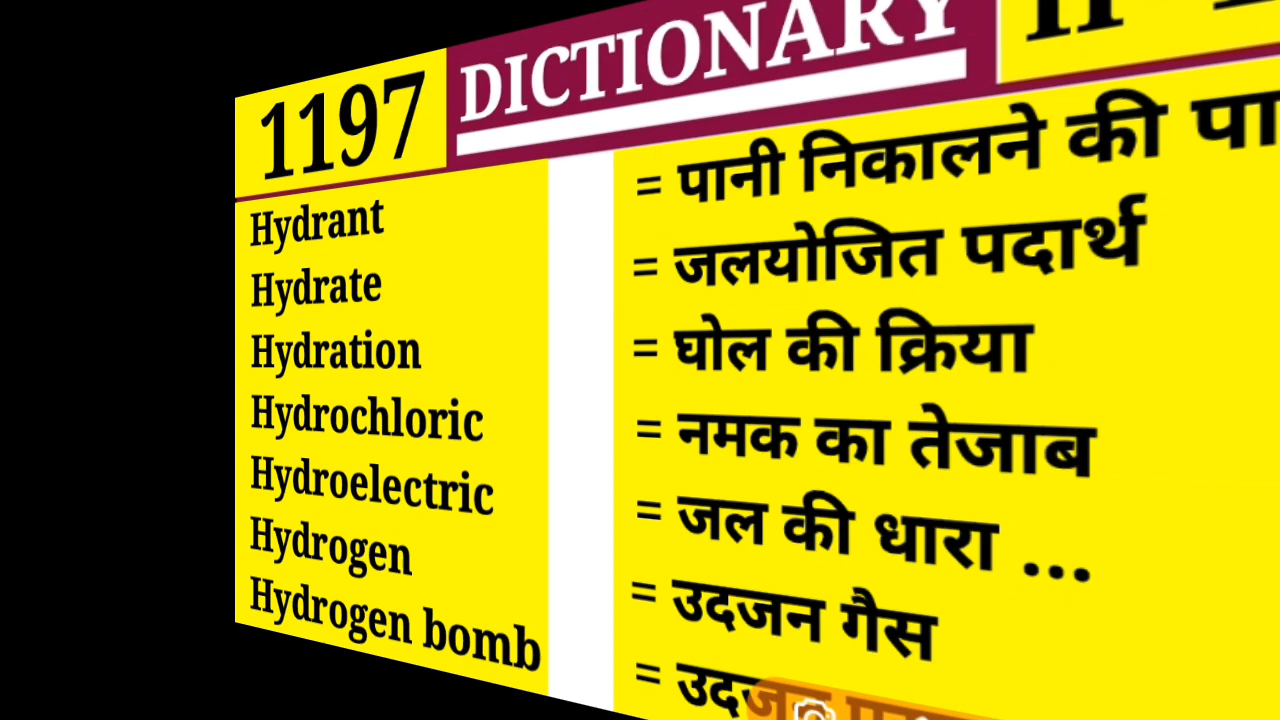 1197 DICTIONARY
Hydrant = पानी निकालने की
Hydrate = जलयोजित पदार्थ
Hydration = घोल की क्रिया
Hydrochloric = नमक का तेजाब
Hydroelectric = जल की धारा ...
Hydrogen = उदजन गैस
Hydrogen bomb =